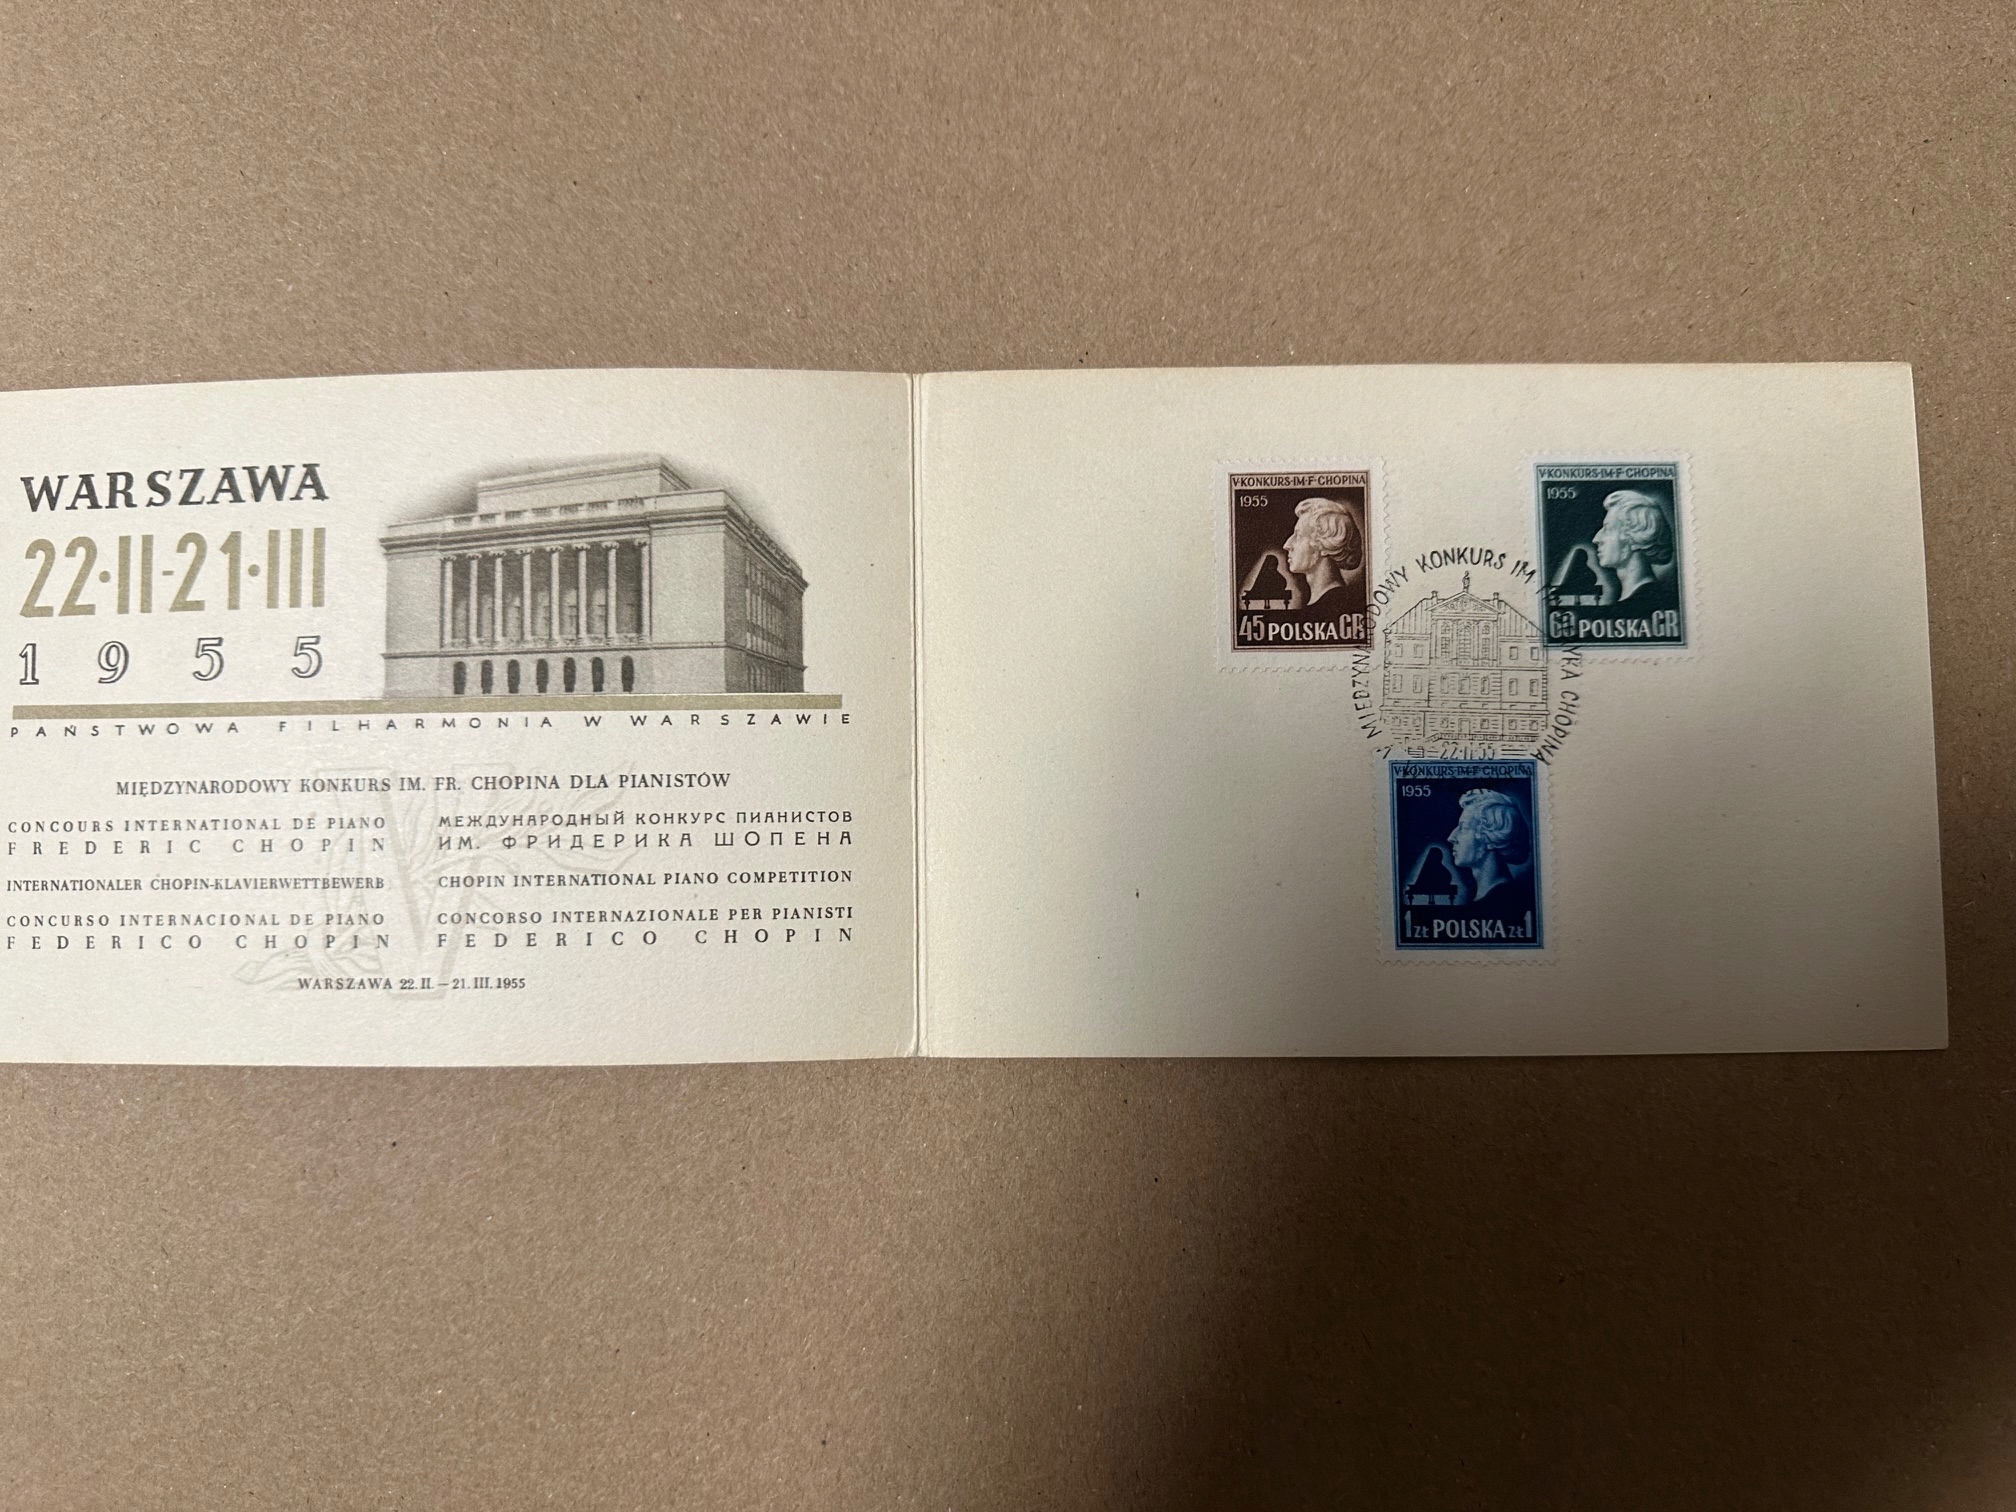 WARSZAWA
22·II-21·III
1955
PAŃSTWOWA FILHARMONIA W WARSZAWIE
MIĘDZYNARODOWY KONKURS IM. FR. CHOPINA DLA PIANISTÓW
CONCOURS INTERNATIONAL DE PIANO
FREDERIC CHOPIN
INTERNATIONALER CHOPIN-KLAVIERWETTBEWERB
CONCURSO INTERNACIONAL DE PIANO
FEDERICO CHOPIN
МЕЖДУНАРОДНЫЙ КОНКУРС ПИАНИСТОВ
ИМ. ФРИДЕРИКА ШОПЕНА
CHOPIN INTERNATIONAL PIANO COMPETITION
CONCORSO INTERNAZIONALE PER PIANISTI
FEDERICO CHOPIN
WARSZAWA 22. II. – 21. III. 1955
V
V·KONKURS·IM·F·CHOPINA
1955
45 POLSKA GR
V·KONKURS·IM·F·CHOPINA
1955
60 POLSKA GR
MIĘDZYNARODOWY KONKURS IM CHOPINA
22·II·55
V·KONKURS·IM·F·CHOPINA
1955
1 ZŁ POLSKA ZŁ 1